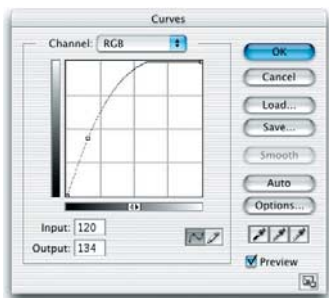 Curves
Channel: RGB
OK
Cancel
Load...
Save...
Smooth
Auto
Options...
Input: 120
Output: 134
Preview